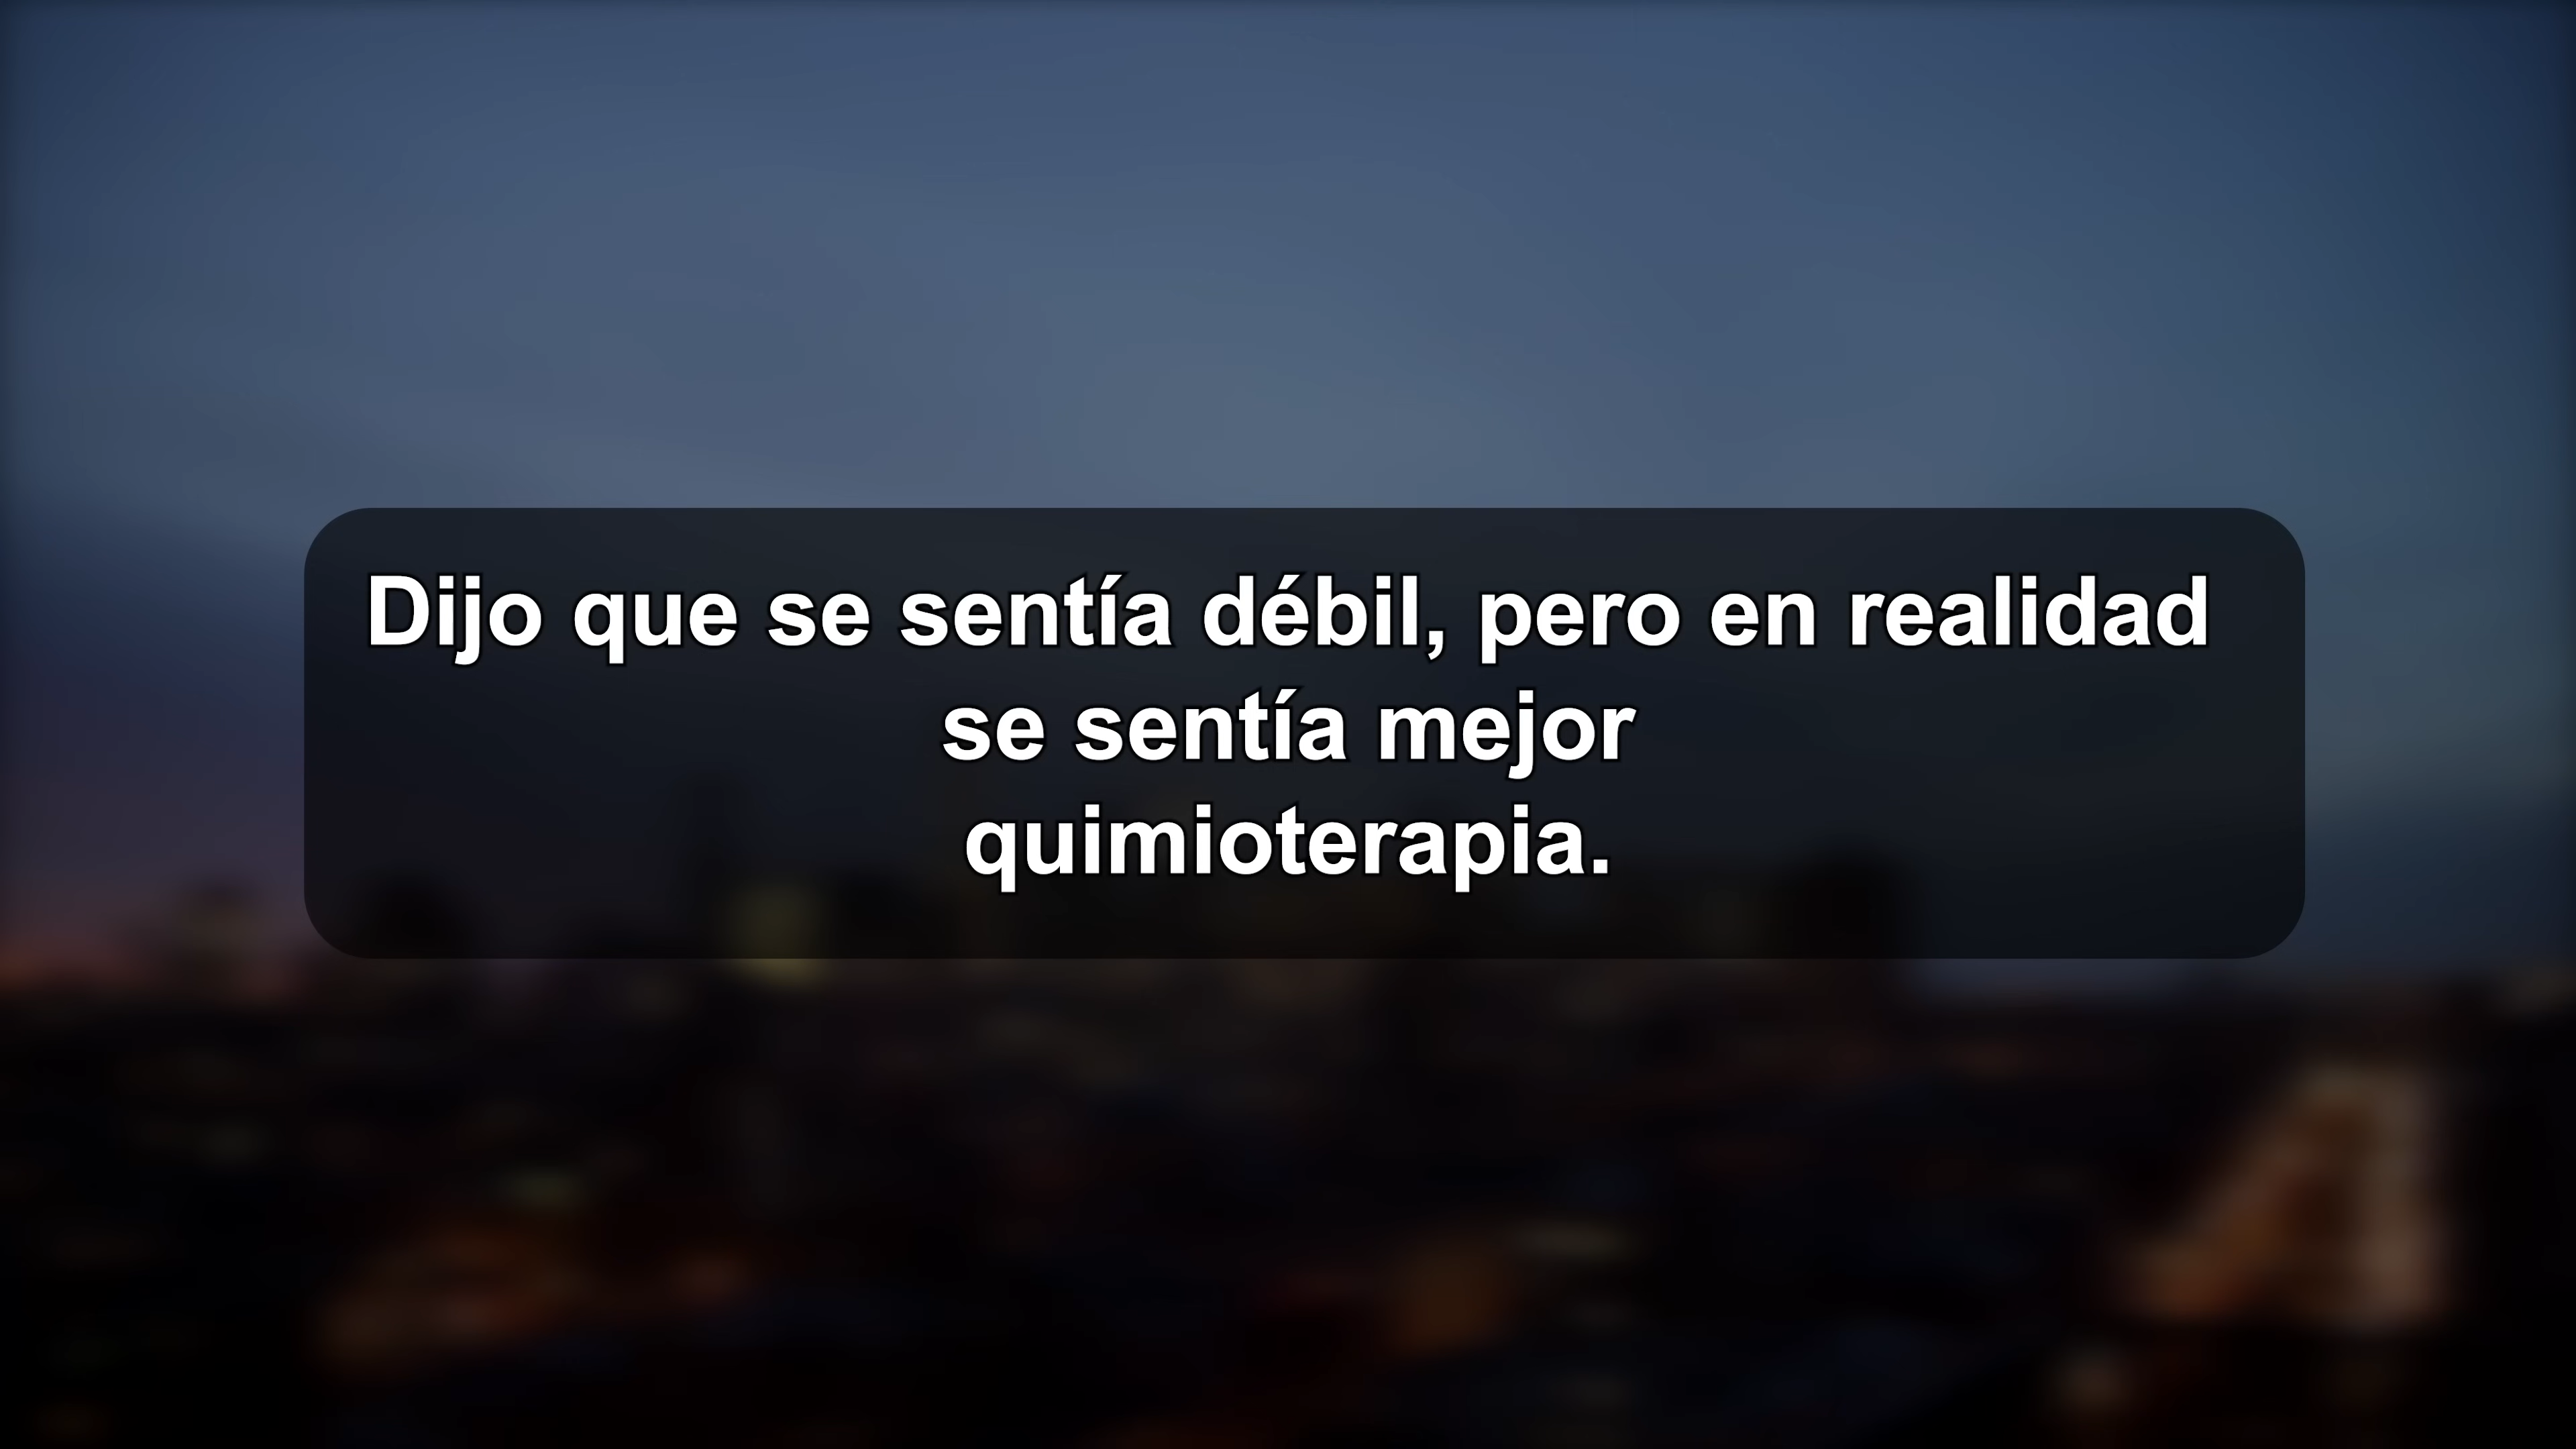 Dijo que se sentía débil, pero en realidad
se sentía mejor
quimioterapia.